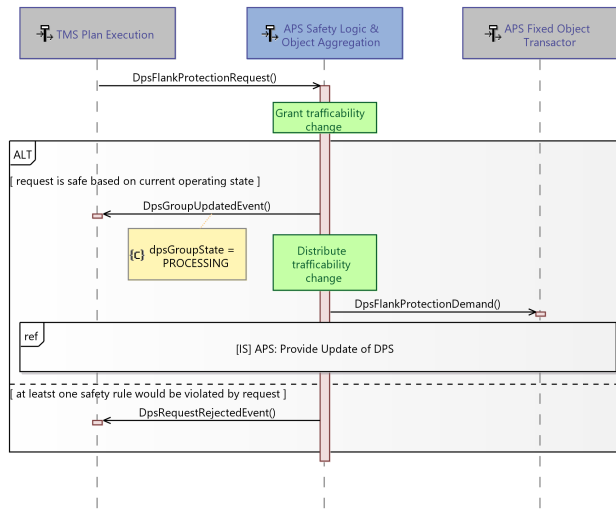 TMS Plan Execution
APS Safety Logic &
Object Aggregation
APS Fixed Object
Transactor
DpsFlankProtectionRequest()
Grant trafficability
change
ALT
[ request is safe based on current operating state ]
DpsGroupUpdatedEvent()
{C} dpsGroupState =
PROCESSING
Distribute
trafficability
change
DpsFlankProtectionDemand()
ref
[IS] APS: Provide Update of DPS
[ at leatst one safety rule would be violated by request ]
DpsRequestRejectedEvent()